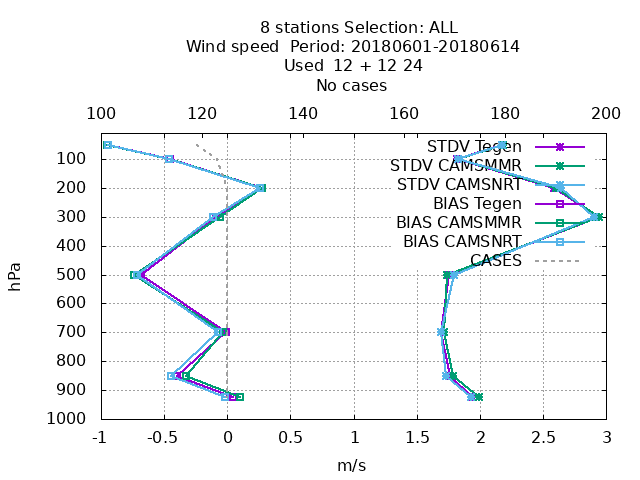 8 stations Selection: ALL
Wind speed  Period: 20180601-20180614
Used  12 + 12 24
No cases
100 120 140 160 180 200
STDV Tegen
STDV CAMSMMR
STDV CAMSNRT
BIAS Tegen
BIAS CAMSMMR
BIAS CAMSNRT
CASES
100
200
300
400
500
600
700
800
900
1000
hPa
-1 -0.5 0 0.5 1 1.5 2 2.5 3
m/s